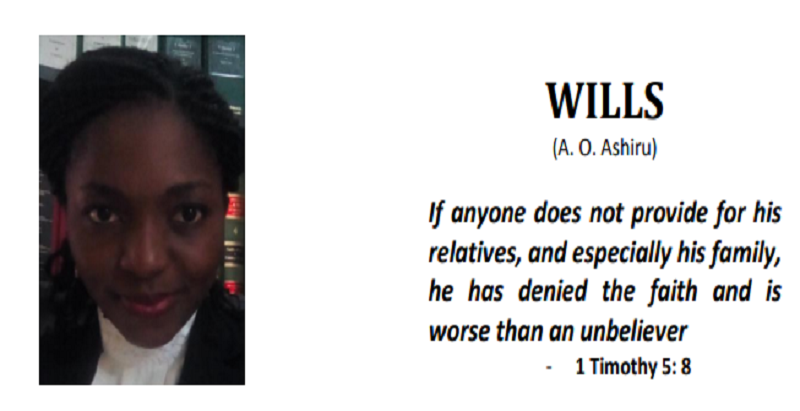 WILLS
(A. O. Ashiru)
If anyone does not provide for his
relatives, and especially his family,
he has denied the faith and is
worse than an unbeliever
- 1 Timothy 5: 8